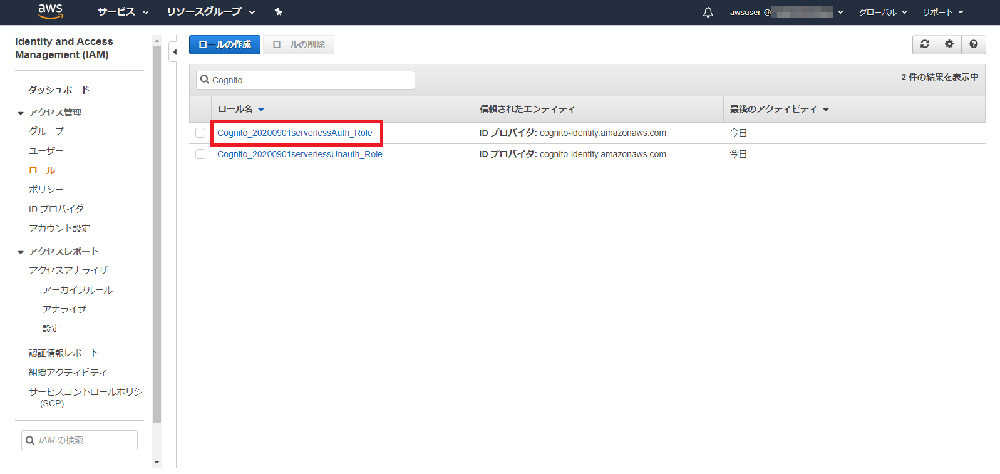 aws
サービス
リソースグループ
awsuser @
グローバル
サポート
Identity and Access
Management (IAM)
ダッシュボード
アクセス管理
グループ
ユーザー
ロール
ポリシー
ID プロバイダー
アカウント設定
アクセスレポート
アクセスアナライザー
アーカイブルール
アナライザー
設定
認証情報レポート
組織アクティビティ
サービスコントロールポリシ
ー (SCP)
IAM の検索
ロールの作成
ロールの削除
Cognito
2 件の結果を表示中
ロール名
信頼されたエンティティ
最後のアクティビティ
Cognito_20200901serverlessAuth_Role
ID プロバイダ: cognito-identity.amazonaws.com
今日
Cognito_20200901serverlessUnauth_Role
ID プロバイダ: cognito-identity.amazonaws.com
今日